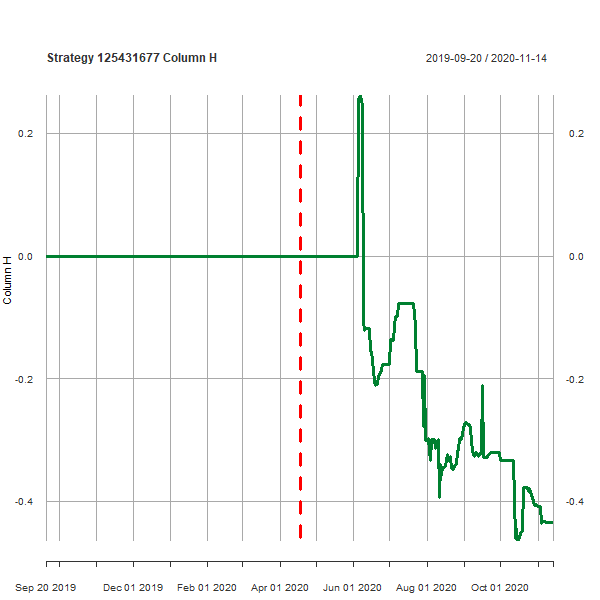 Strategy 125431677 Column H
2019-09-20 / 2020-11-14
0.2
0.2
0.0
0.0
Column H
-0.2
-0.2
-0.4
-0.4
Sep 20 2019
Dec 01 2019
Feb 01 2020
Apr 01 2020
Jun 01 2020
Aug 01 2020
Oct 01 2020